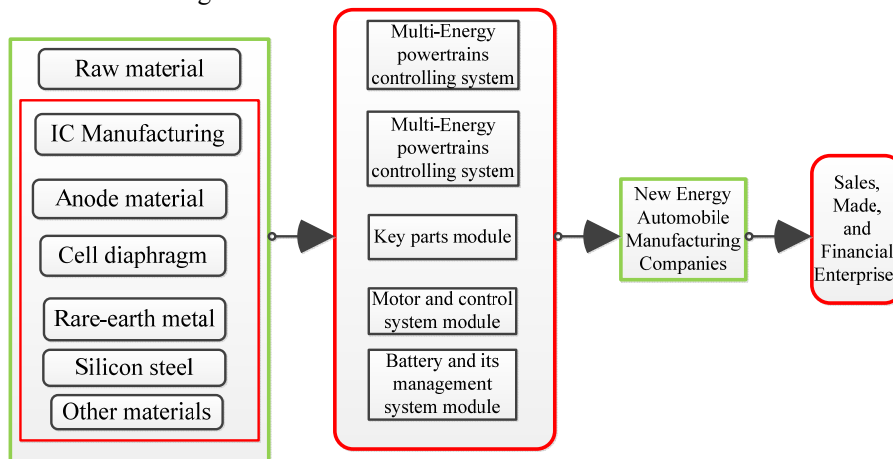 Raw material
IC Manufacturing
Anode material
Cell diaphragm
Rare-earth metal
Silicon steel
Other materials
Multi-Energy
powertrains
controlling system
Multi-Energy
powertrains
controlling system
Key parts module
Motor and control
system module
Battery and its
management
system module
New Energy
Automobile
Manufacturing
Companies
Sales,
Made,
and
Financial
Enterprise